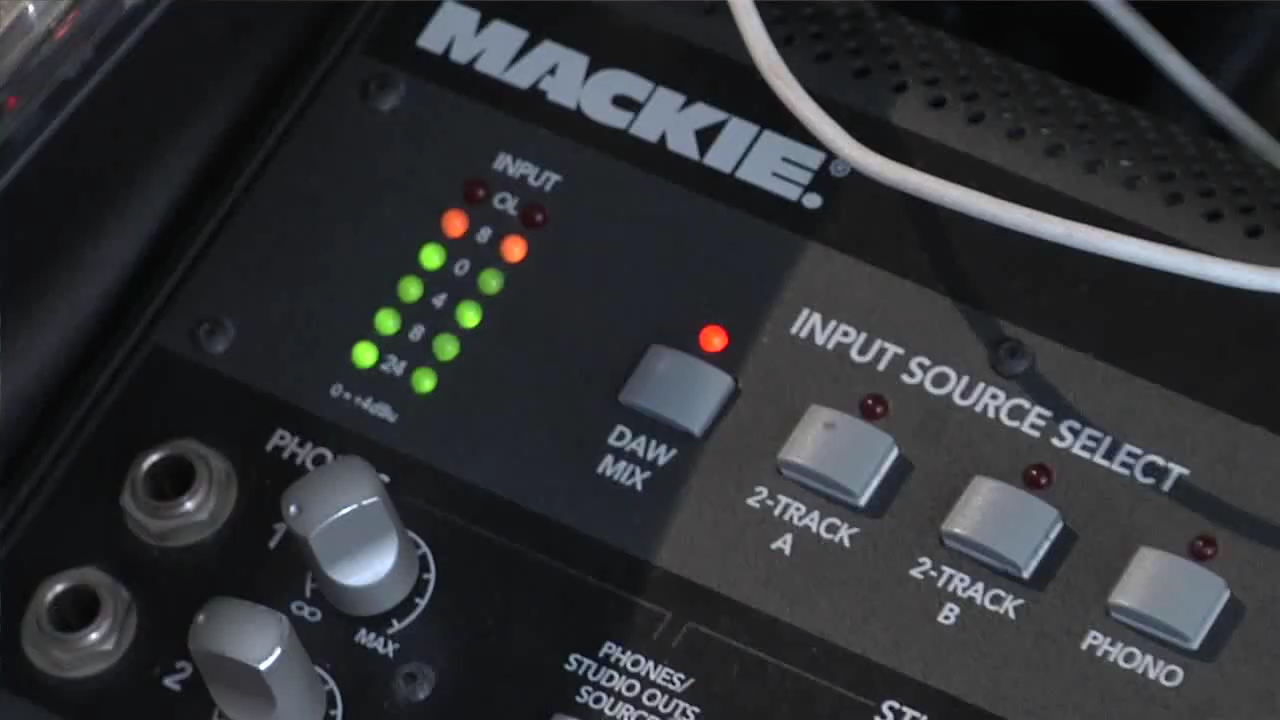 MACKIE.®
INPUT
OL
8
0
4
8
24
0=+4dBu
DAW
MIX
INPUT SOURCE SELECT
2-TRACK
A
2-TRACK
B
PHONO
1
∞
MAX
2
PHONES/
STUDIO OUTS
SOURCE